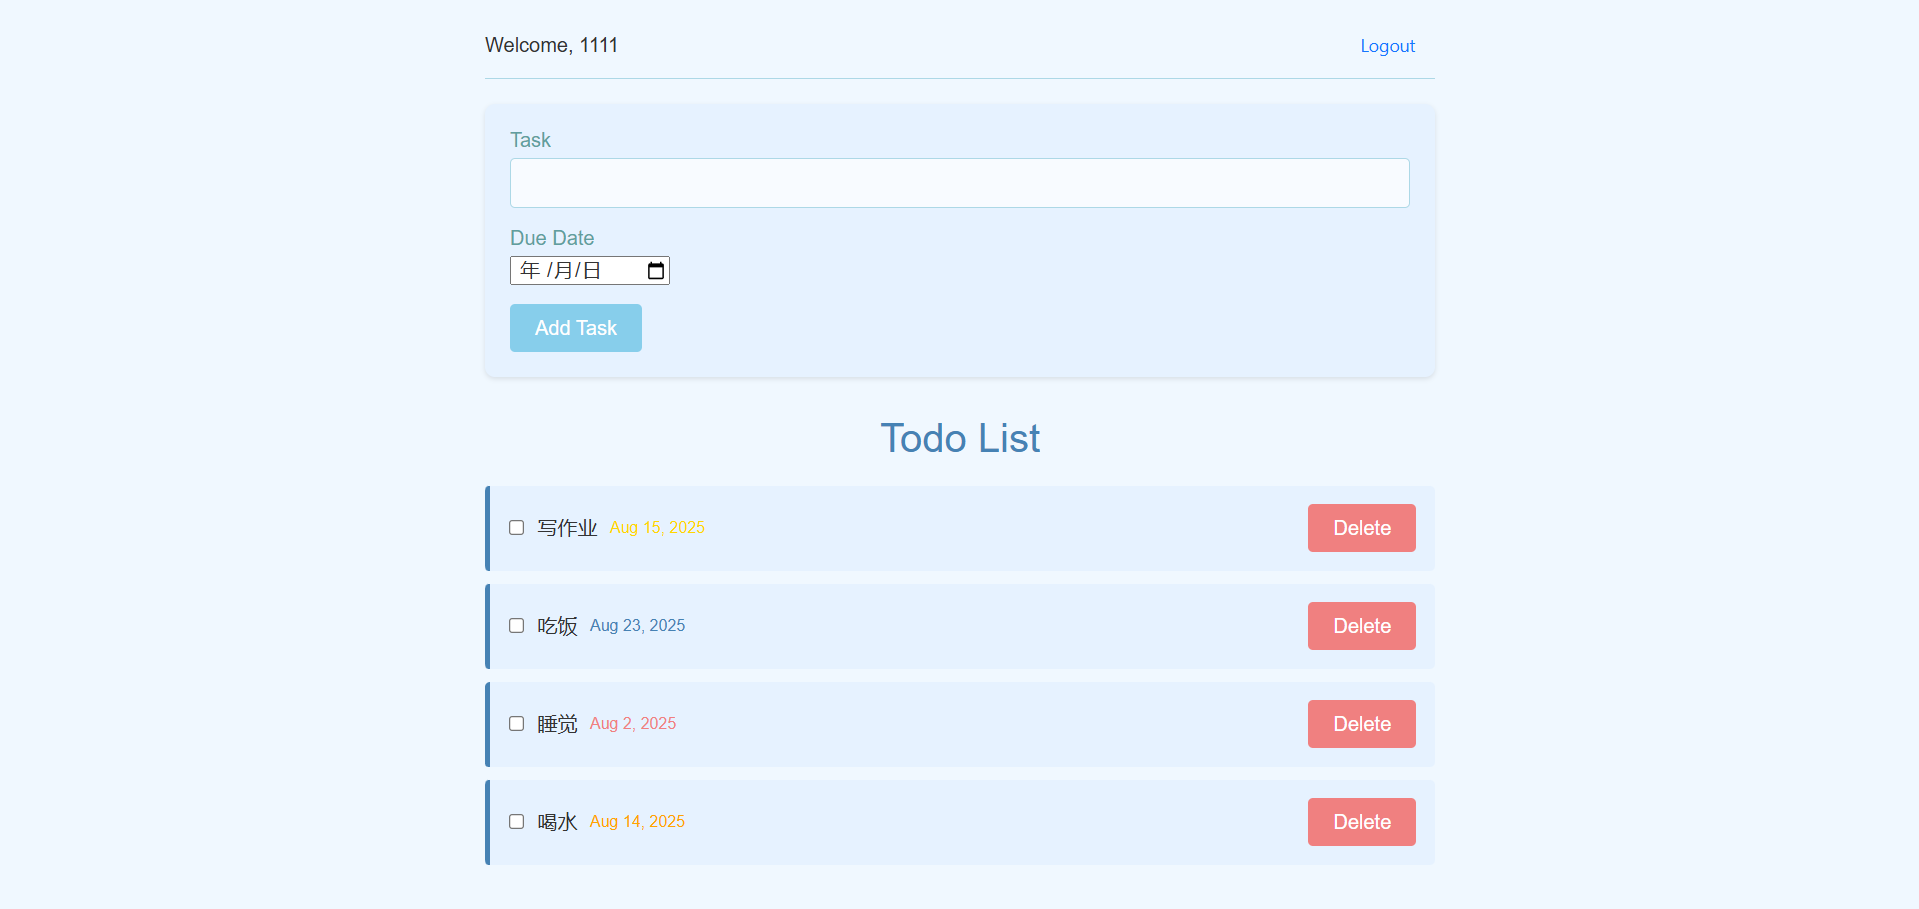 Welcome, 1111 Logout
Task
Due Date
年 /月/日
Add Task
Todo List
写作业 Aug 15, 2025 Delete
吃饭 Aug 23, 2025 Delete
睡觉 Aug 2, 2025 Delete
喝水 Aug 14, 2025 Delete